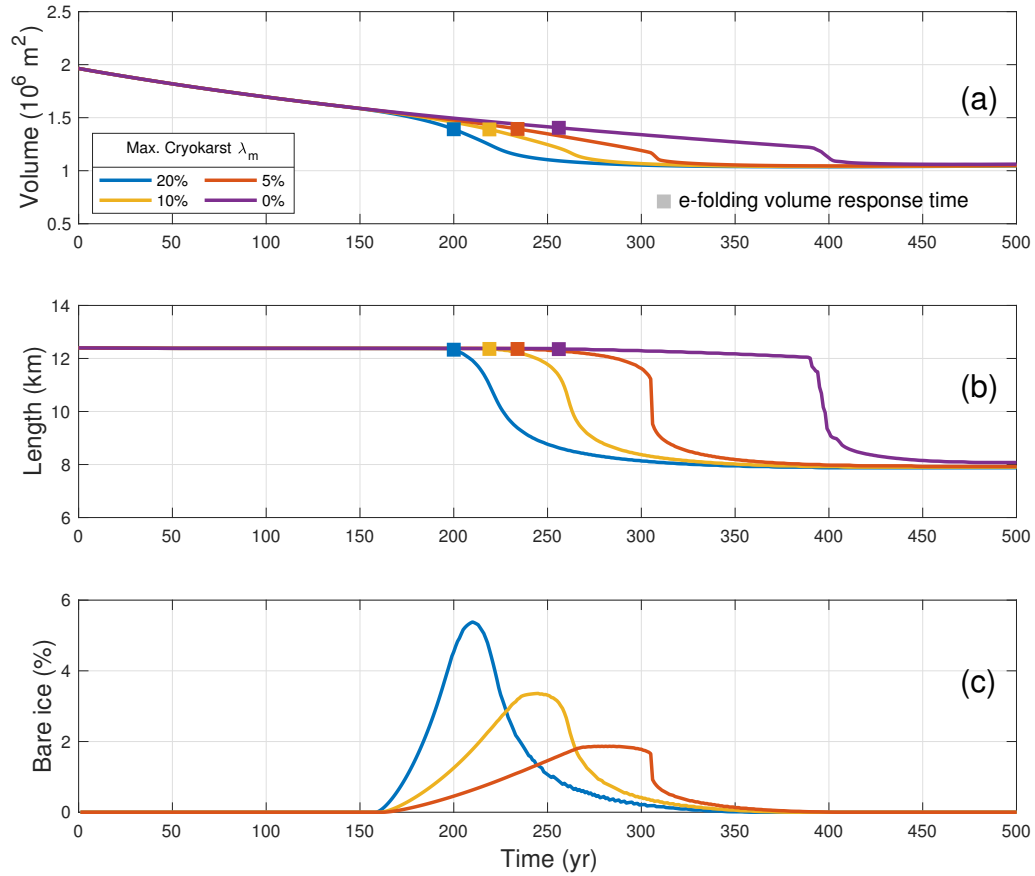 2.5
2
1.5
1
0.5
Volume (10⁶ m²)
(a)
Max. Cryokarst λₘ
20% 5%
10% 0%
e-folding volume response time
0 50 100 150 200 250 300 350 400 450 500
14
12
10
8
6
Length (km)
(b)
0 50 100 150 200 250 300 350 400 450 500
6
4
2
0
Bare ice (%)
(c)
0 50 100 150 200 250 300 350 400 450 500
Time (yr)